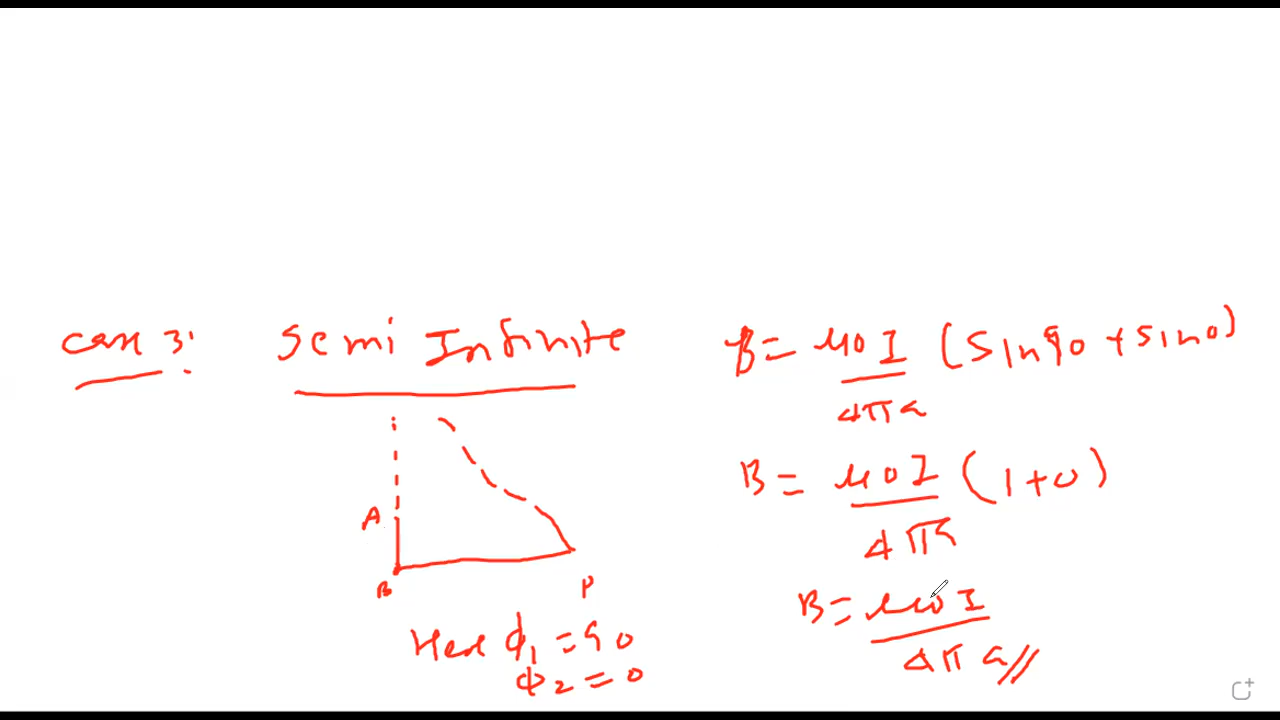 Case 3:
Semi Infinite
A
B
P
Here ϕ₁ = 90
ϕ₂ = 0
B = μ0 I (Sin90 + sin0)
4πa
B = μ0 I (1+0)
4πa
B = μ0 I
4πa//